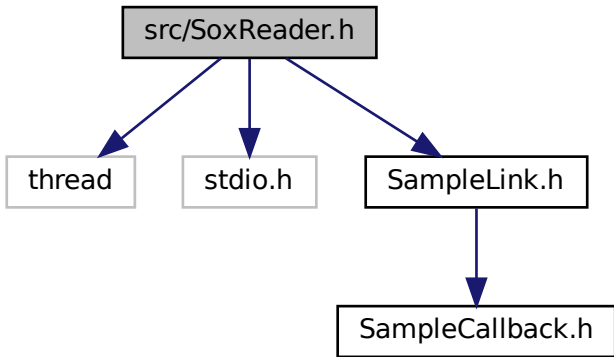 src/SoxReader.h
thread
stdio.h
SampleLink.h
SampleCallback.h